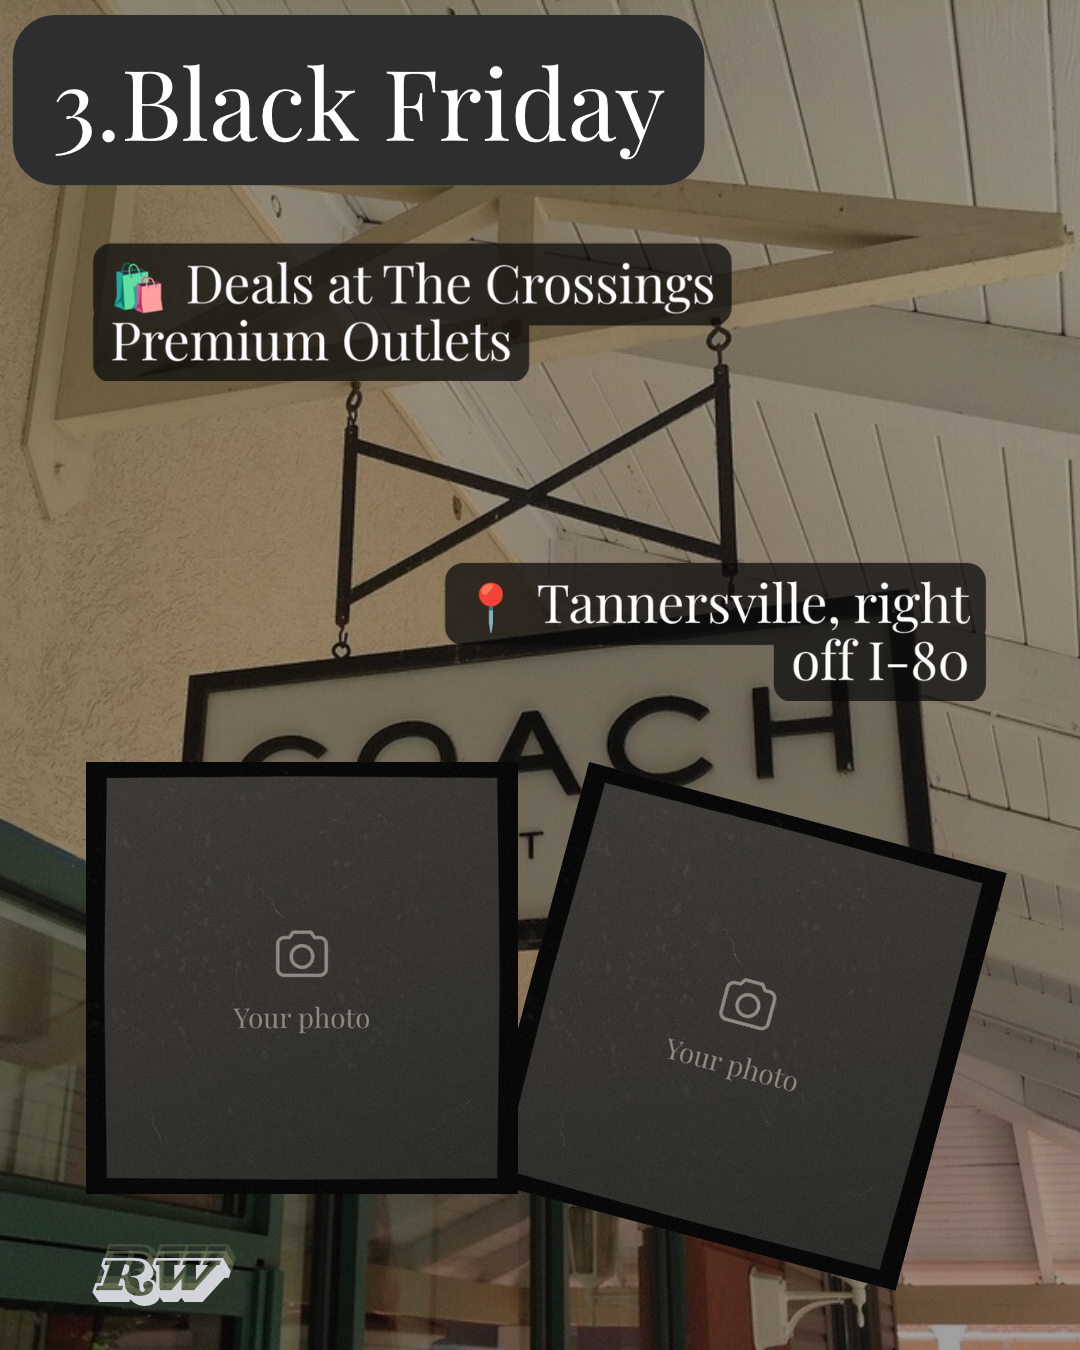 3.Black Friday
🛍️ Deals at The Crossings
Premium Outlets
📍 Tannersville, right
off I-80
COACH
T
Your photo
Your photo
RW